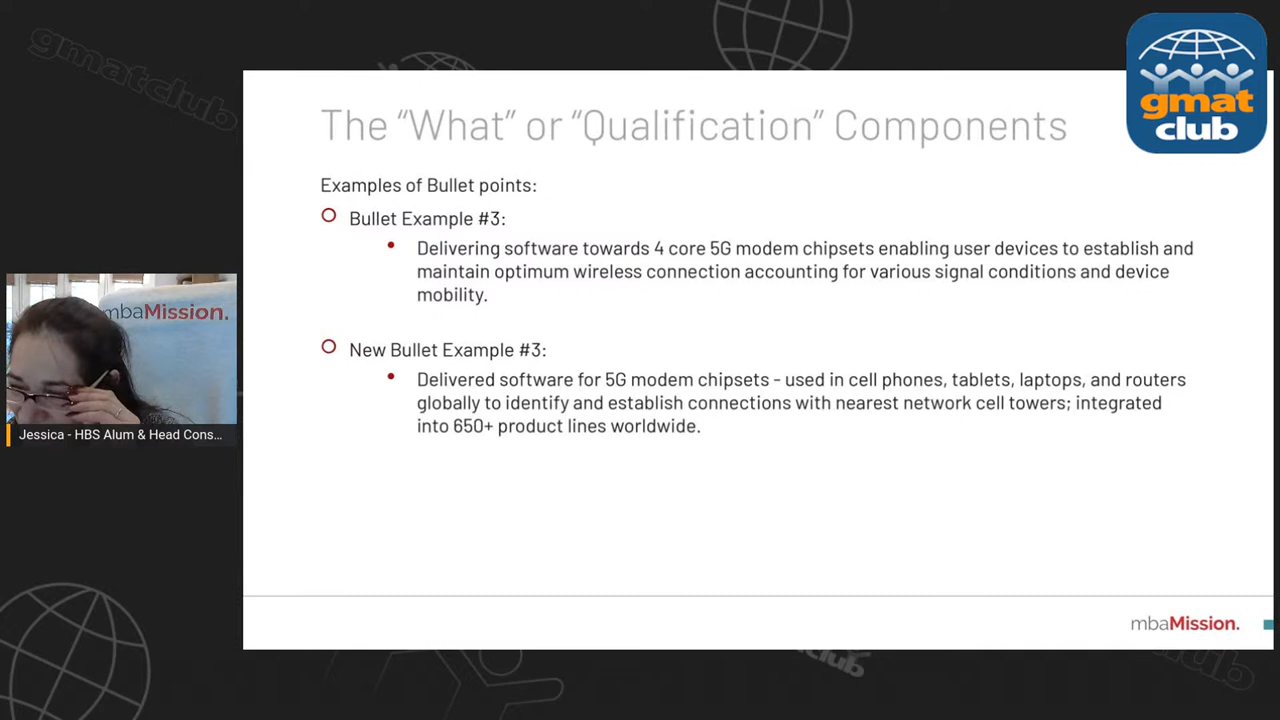 gmatclub
gmat
club
The “What” or “Qualification” Components
Examples of Bullet points:
Bullet Example #3:
Delivering software towards 4 core 5G modem chipsets enabling user devices to establish and
maintain optimum wireless connection accounting for various signal conditions and device
mobility.
mbaMission.
New Bullet Example #3:
Delivered software for 5G modem chipsets - used in cell phones, tablets, laptops, and routers
globally to identify and establish connections with nearest network cell towers; integrated
into 650+ product lines worldwide.
Jessica - HBS Alum & Head Cons...
mbaMission.
club